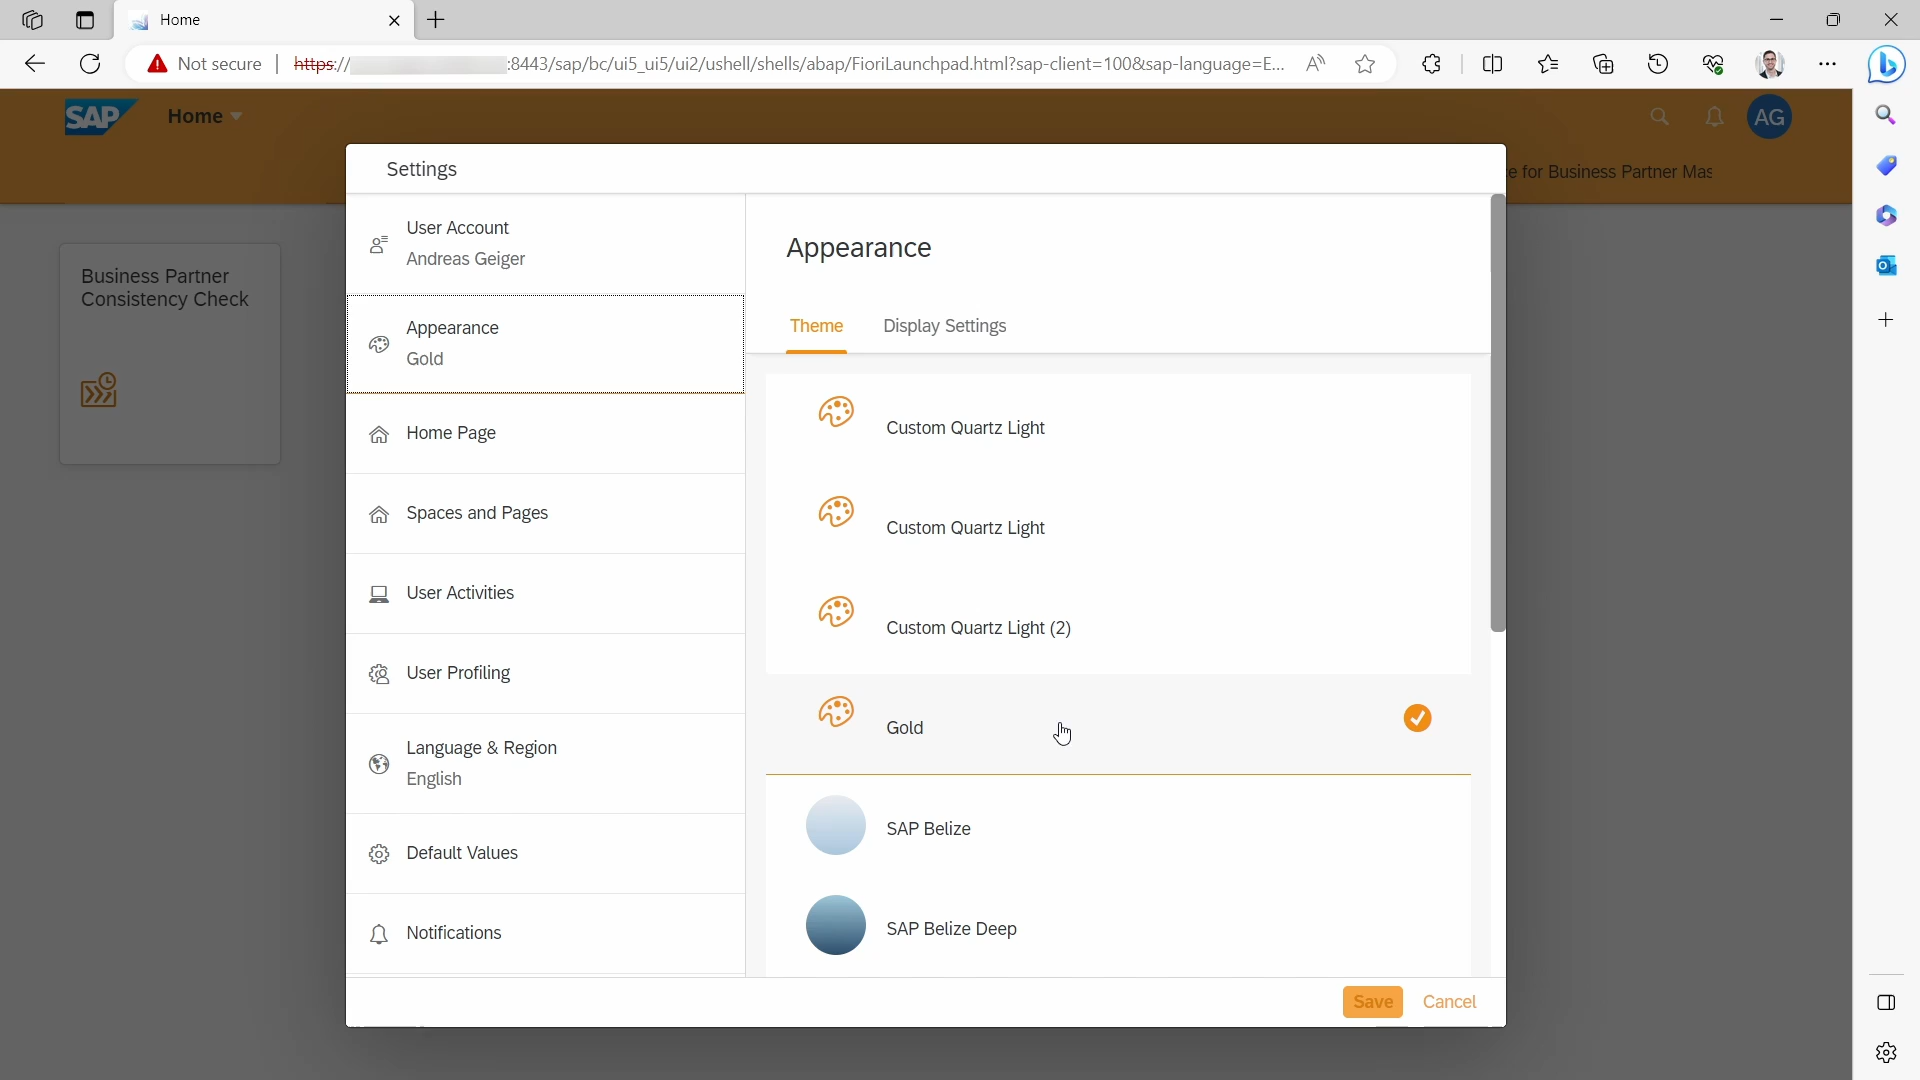 Home
Not secure
https://
:8443/sap/bc/ui5_ui5/ui2/ushell/shells/abap/FioriLaunchpad.html?sap-client=100&sap-language=E...
SAP
Home
AG
Settings
e for Business Partner Mas
User Account
Andreas Geiger
Appearance
Business Partner
Consistency Check
Appearance
Gold
Theme
Display Settings
Custom Quartz Light
Home Page
Spaces and Pages
Custom Quartz Light
User Activities
Custom Quartz Light (2)
User Profiling
Gold
Language & Region
English
SAP Belize
Default Values
SAP Belize Deep
Notifications
Save
Cancel